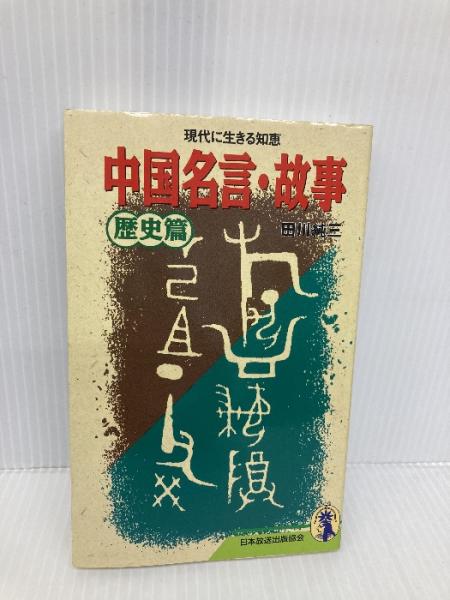 現代に生きる知恵
中国名言・故事
歴史篇
田川純三
日本放送出版協会